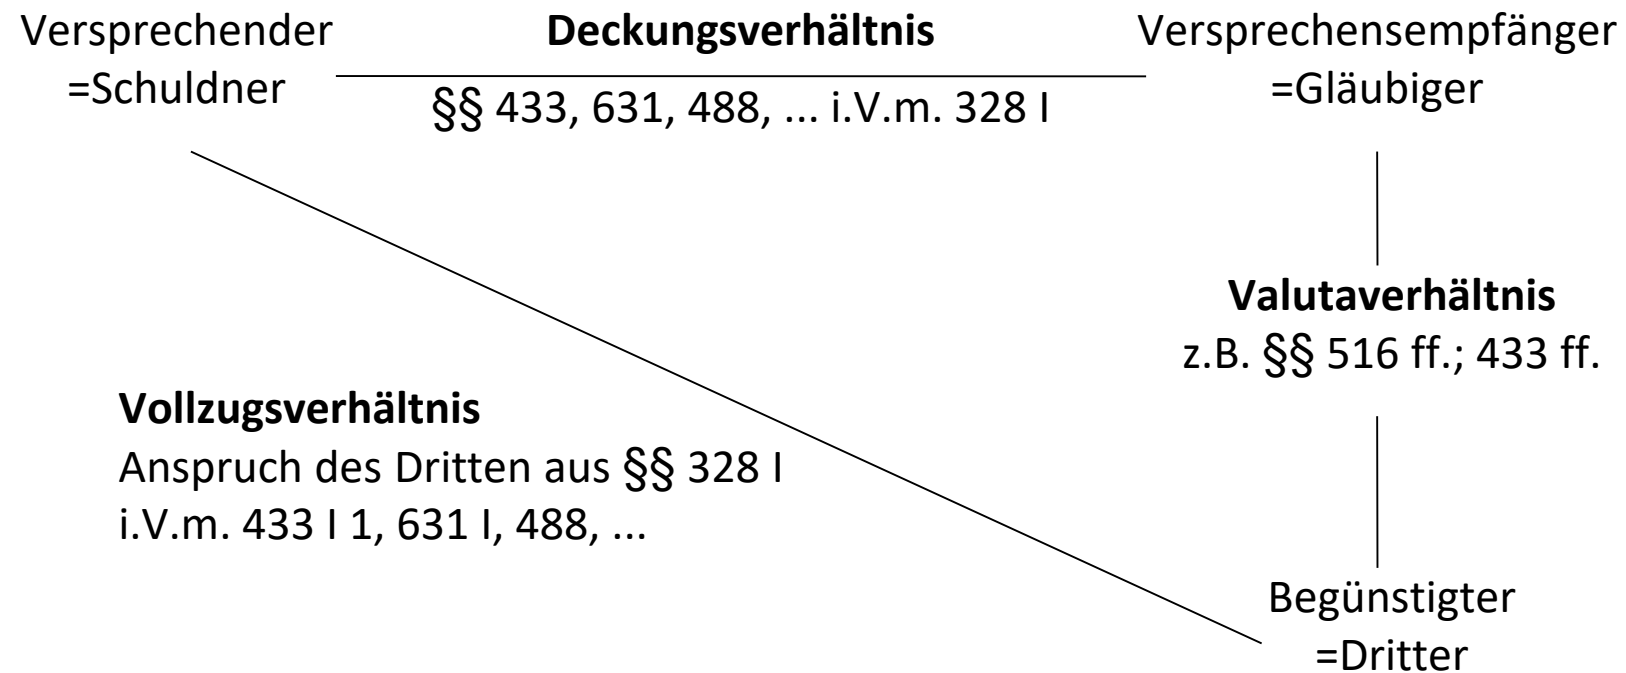 Versprechender
=Schuldner
Deckungsverhältnis
§§ 433, 631, 488, ... i.V.m. 328 I
Versprechensempfänger
=Gläubiger
Valutaverhältnis
z.B. §§ 516 ff.; 433 ff.
Vollzugsverhältnis
Anspruch des Dritten aus §§ 328 I
i.V.m. 433 I 1, 631 I, 488, ...
Begünstigter
=Dritter